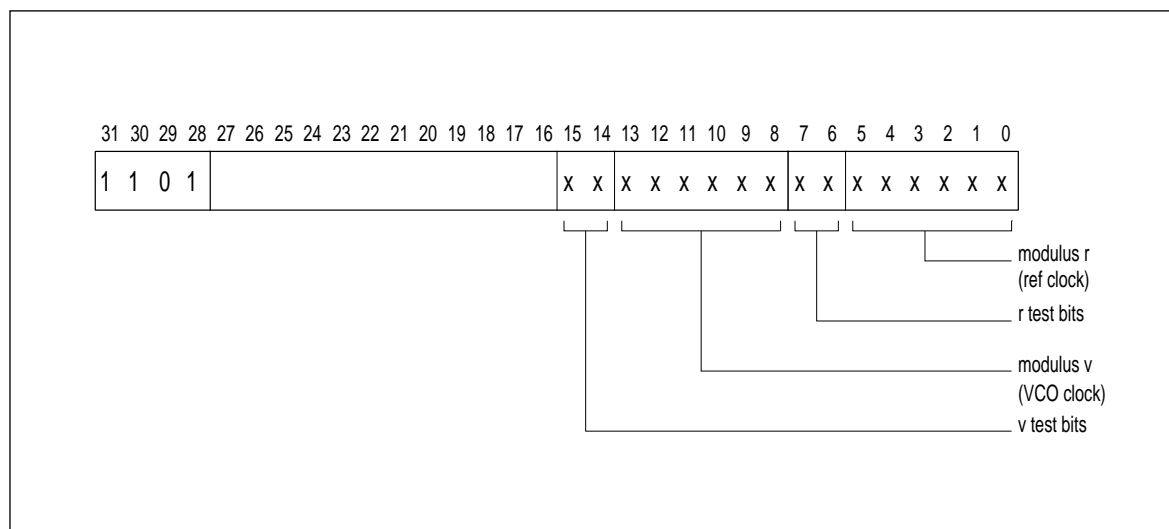 31 30 29 28 27 26 25 24 23 22 21 20 19 18 17 16 15 14 13 12 11 10 9 8 7 6 5 4 3 2 1 0
1 1 0 1 x x x x x x x x x x x x x x x x
modulus r
(ref clock)
r test bits
modulus v
(VCO clock)
v test bits